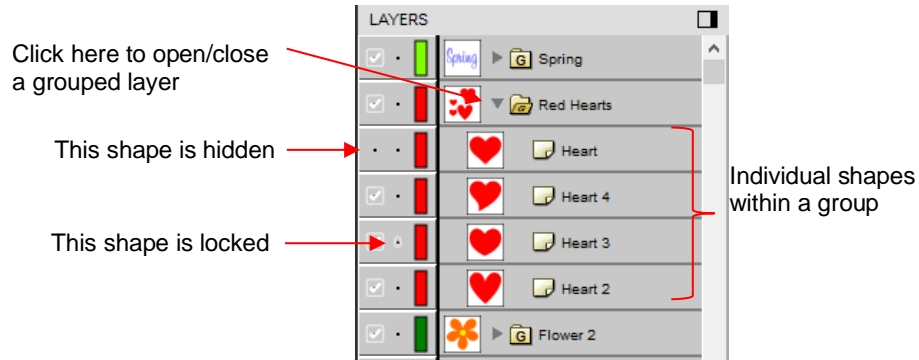 LAYERS
Click here to open/close
a grouped layer
Spring
G Spring
G Red Hearts
This shape is hidden
Heart
Individual shapes
within a group
Heart 4
This shape is locked
Heart 3
Heart 2
G Flower 2